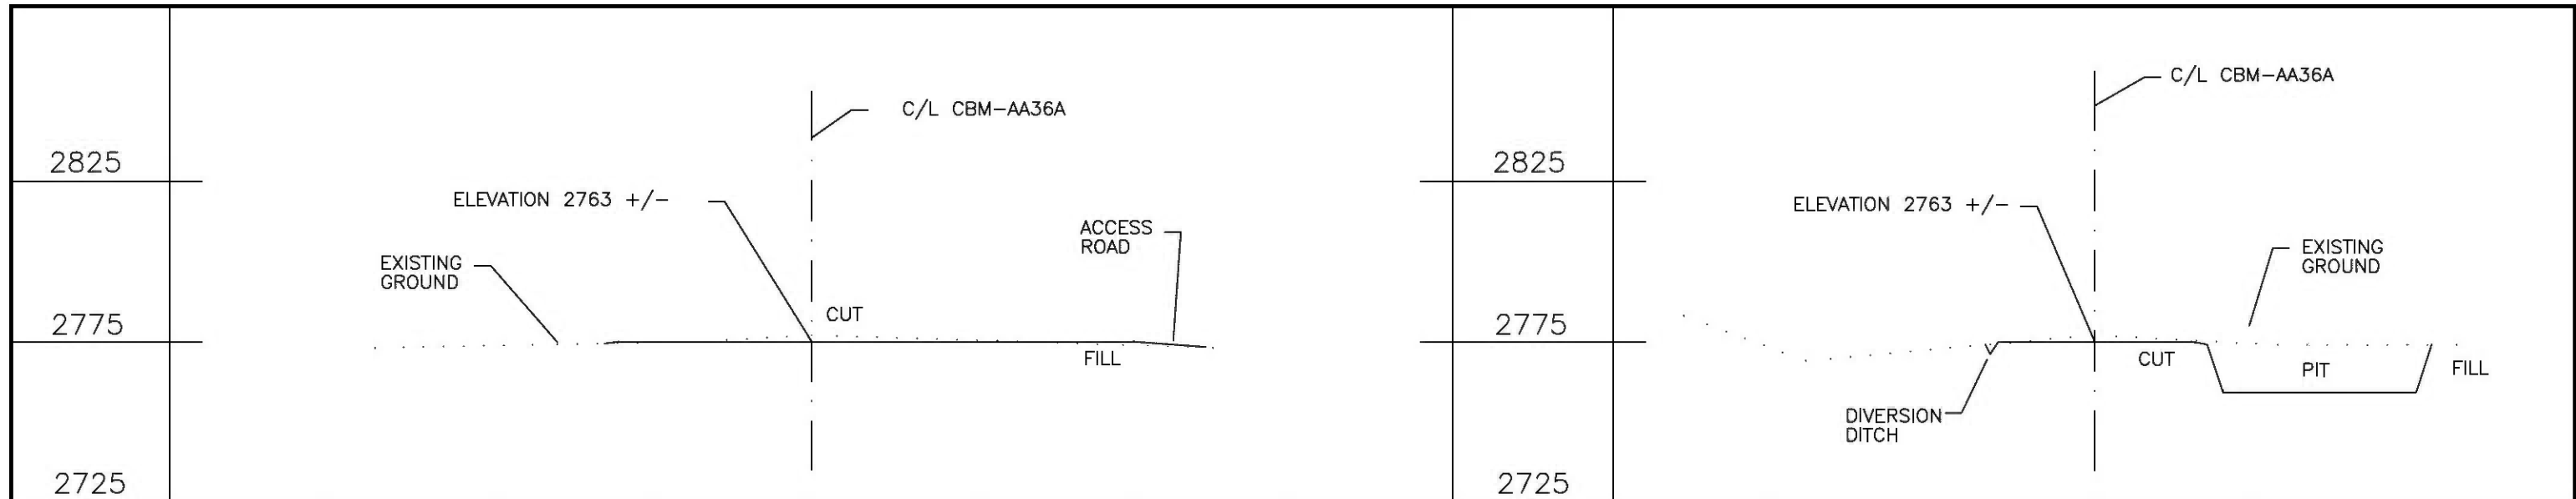 C/L CBM-AA36A
2825
ELEVATION 2763 +/-
ACCESS
ROAD
EXISTING
GROUND
CUT
2775
FILL
2725
C/L CBM-AA36A
2825
ELEVATION 2763 +/-
EXISTING
GROUND
2775
CUT
PIT
FILL
DIVERSION
DITCH
2725